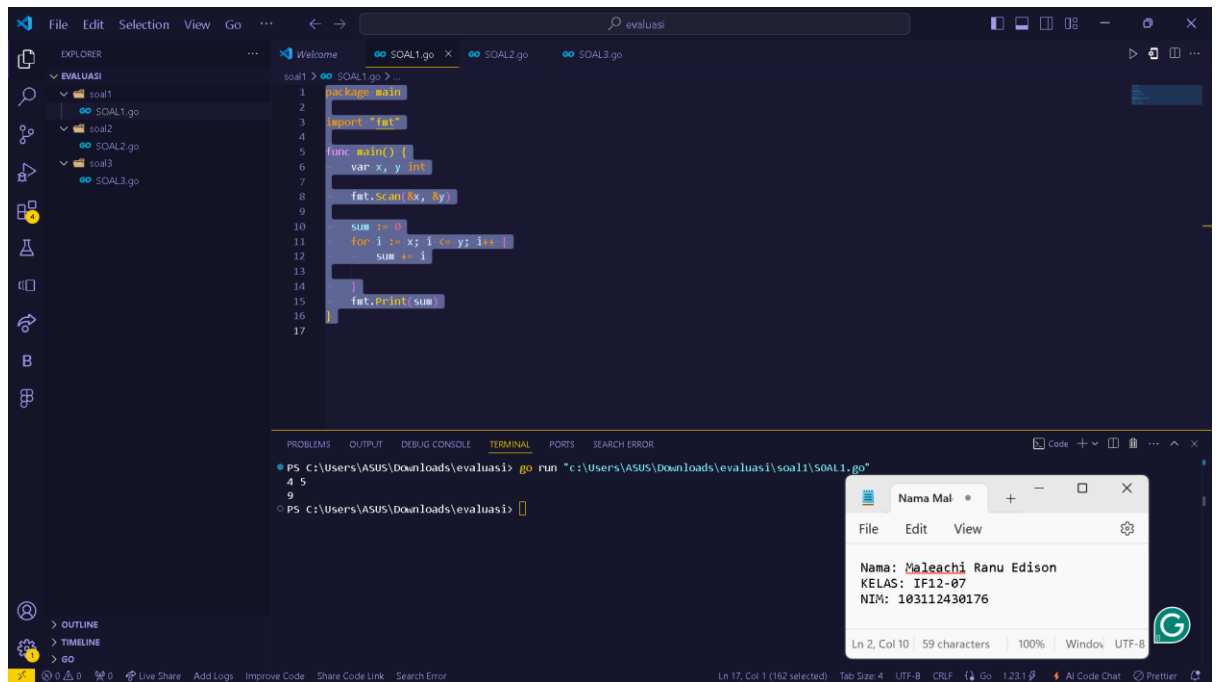 File Edit Selection View Go ··· evaluasi
EXPLORER ···
EVALUASI
soal1
SOAL1.go
soal2
SOAL2.go
soal3
SOAL3.go
Welcome SOAL1.go SOAL2.go SOAL3.go
soal1 > SOAL1.go > ...
1 package main
2
3 import "fmt"
4
5 func main() {
6 var x, y int
7
8 fmt.Scan(&x, &y)
9
10 sum := 0
11 for i := x; i <= y; i++ {
12 sum += i
13
14 }
15 fmt.Print(sum)
16 }
17
PROBLEMS OUTPUT DEBUG CONSOLE TERMINAL PORTS SEARCH ERROR Code
PS C:\Users\ASUS\Downloads\evaluasi> go run "c:\Users\ASUS\Downloads\evaluasi\soal1\SOAL1.go"
4 5
9
PS C:\Users\ASUS\Downloads\evaluasi>
Nama Mal
File Edit View
Nama: Maleachi Ranu Edison
KELAS: IF12-07
NIM: 103112430176
Ln 2, Col 10 59 characters 100% Window UTF-8
4
B
1
OUTLINE
TIMELINE
GO
0 0 0 Live Share Add Logs Improve Code Share Code Link Search Error Ln 17, Col 1 (162 selected) Tab Size: 4 UTF-8 CRLF Go 1.23.1 AI Code Chat Prettier